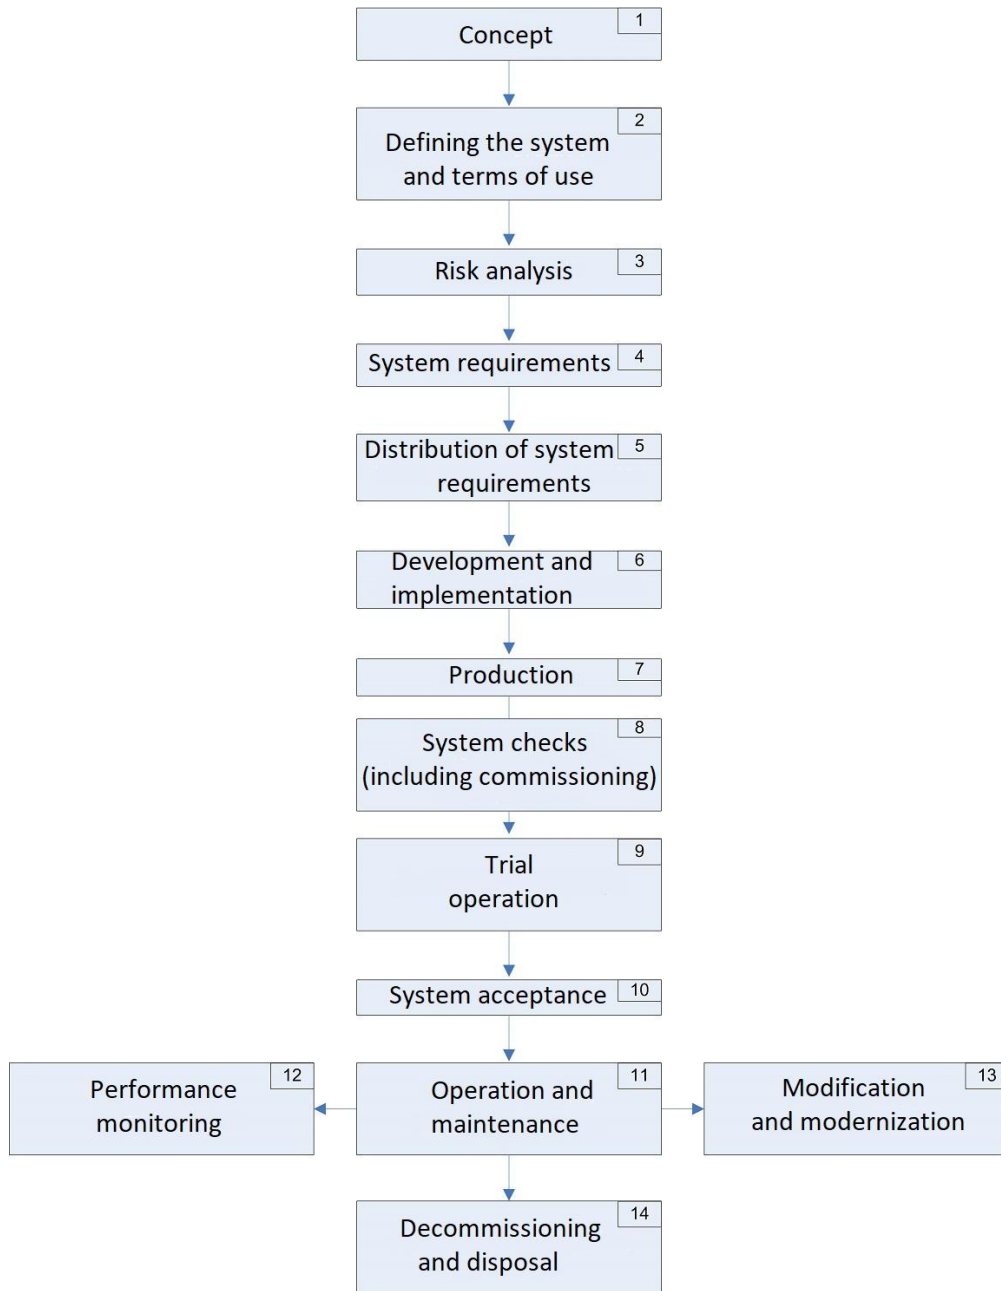 1
Concept
2
Defining the system
and terms of use
3
Risk analysis
4
System requirements
5
Distribution of system
requirements
6
Development and
implementation
7
Production
8
System checks
(including commissioning)
9
Trial
operation
10
System acceptance
12
Performance
monitoring
11
Operation and
maintenance
13
Modification
and modernization
14
Decommissioning
and disposal